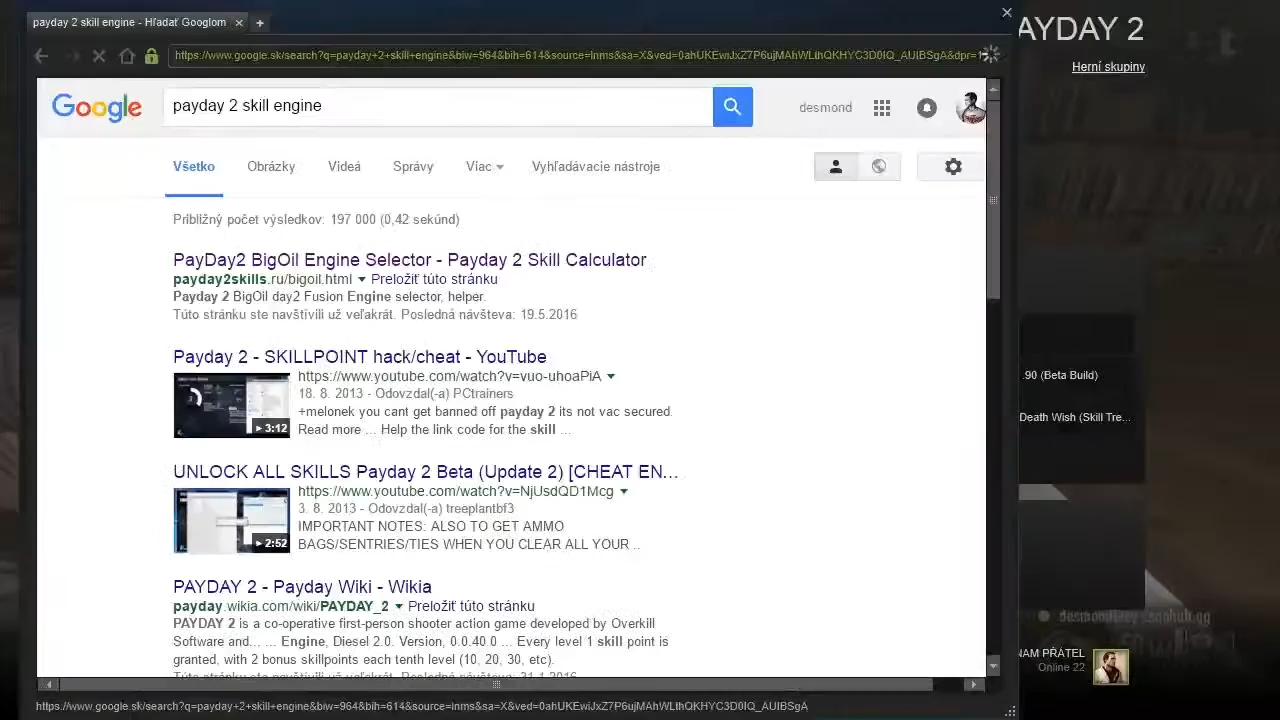 payday 2 skill engine - Hľadať Googlom
AYDAY 2
https://www.google.sk/search?q=payday+2+skill+engine&biw=964&bih=614&source=lnms&sa=X&ved=0ahUKEwiJxZ7P6ujMAhWLthQKHYC3D0IQ_AUIBSgA&dpr=1
Herní skupiny
Google
payday 2 skill engine
desmond
Všetko
Obrázky
Videá
Správy
Viac
Vyhľadávacie nástroje
Približný počet výsledkov: 197 000 (0,42 sekúnd)
PayDay2 BigOil Engine Selector - Payday 2 Skill Calculator
payday2skills.ru/bigoil.html Preložiť túto stránku
Payday 2 BigOil day2 Fusion Engine selector, helper.
Túto stránku ste navštívili už veľakrát. Posledná návšteva: 19.5.2016
Payday 2 - SKILLPOINT hack/cheat - YouTube
https://www.youtube.com/watch?v=vuo-uhoaPiA
18. 8. 2013 - Odovzdal(-a) PCtrainers
+melonek you cant get banned off payday 2 its not vac secured.
Read more ... Help the link code for the skill ...
3:12
.90 (Beta Build)
Death Wish (Skill Tre...
UNLOCK ALL SKILLS Payday 2 Beta (Update 2) [CHEAT EN...
https://www.youtube.com/watch?v=NjUsdQD1Mcg
3. 8. 2013 - Odovzdal(-a) treeplantbf3
IMPORTANT NOTES: ALSO TO GET AMMO
BAGS/SENTRIES/TIES WHEN YOU CLEAR ALL YOUR ..
2:52
PAYDAY 2 - Payday Wiki - Wikia
payday.wikia.com/wiki/PAYDAY_2 Preložiť túto stránku
PAYDAY 2 is a co-operative first-person shooter action game developed by Overkill
Software and... ... Engine, Diesel 2.0. Version, 0.0.40.0 ... Every level 1 skill point is
granted, with 2 bonus skillpoints each tenth level (10, 20, 30, etc).
Túto stránku ste navštívili už veľakrát. Posledná návšteva: 31.1.2016
NAM PŘÁTEL
Online 22
https://www.google.sk/search?q=payday+2+skill+engine&biw=964&bih=614&source=lnms&sa=X&ved=0ahUKEwiJxZ7P6ujMAhWLthQKHYC3D0IQ_AUIBSgA